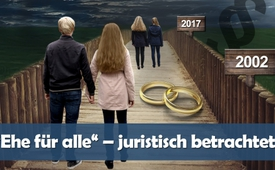 2017
2002
Ehe für alle“ – juristisch betrachtet